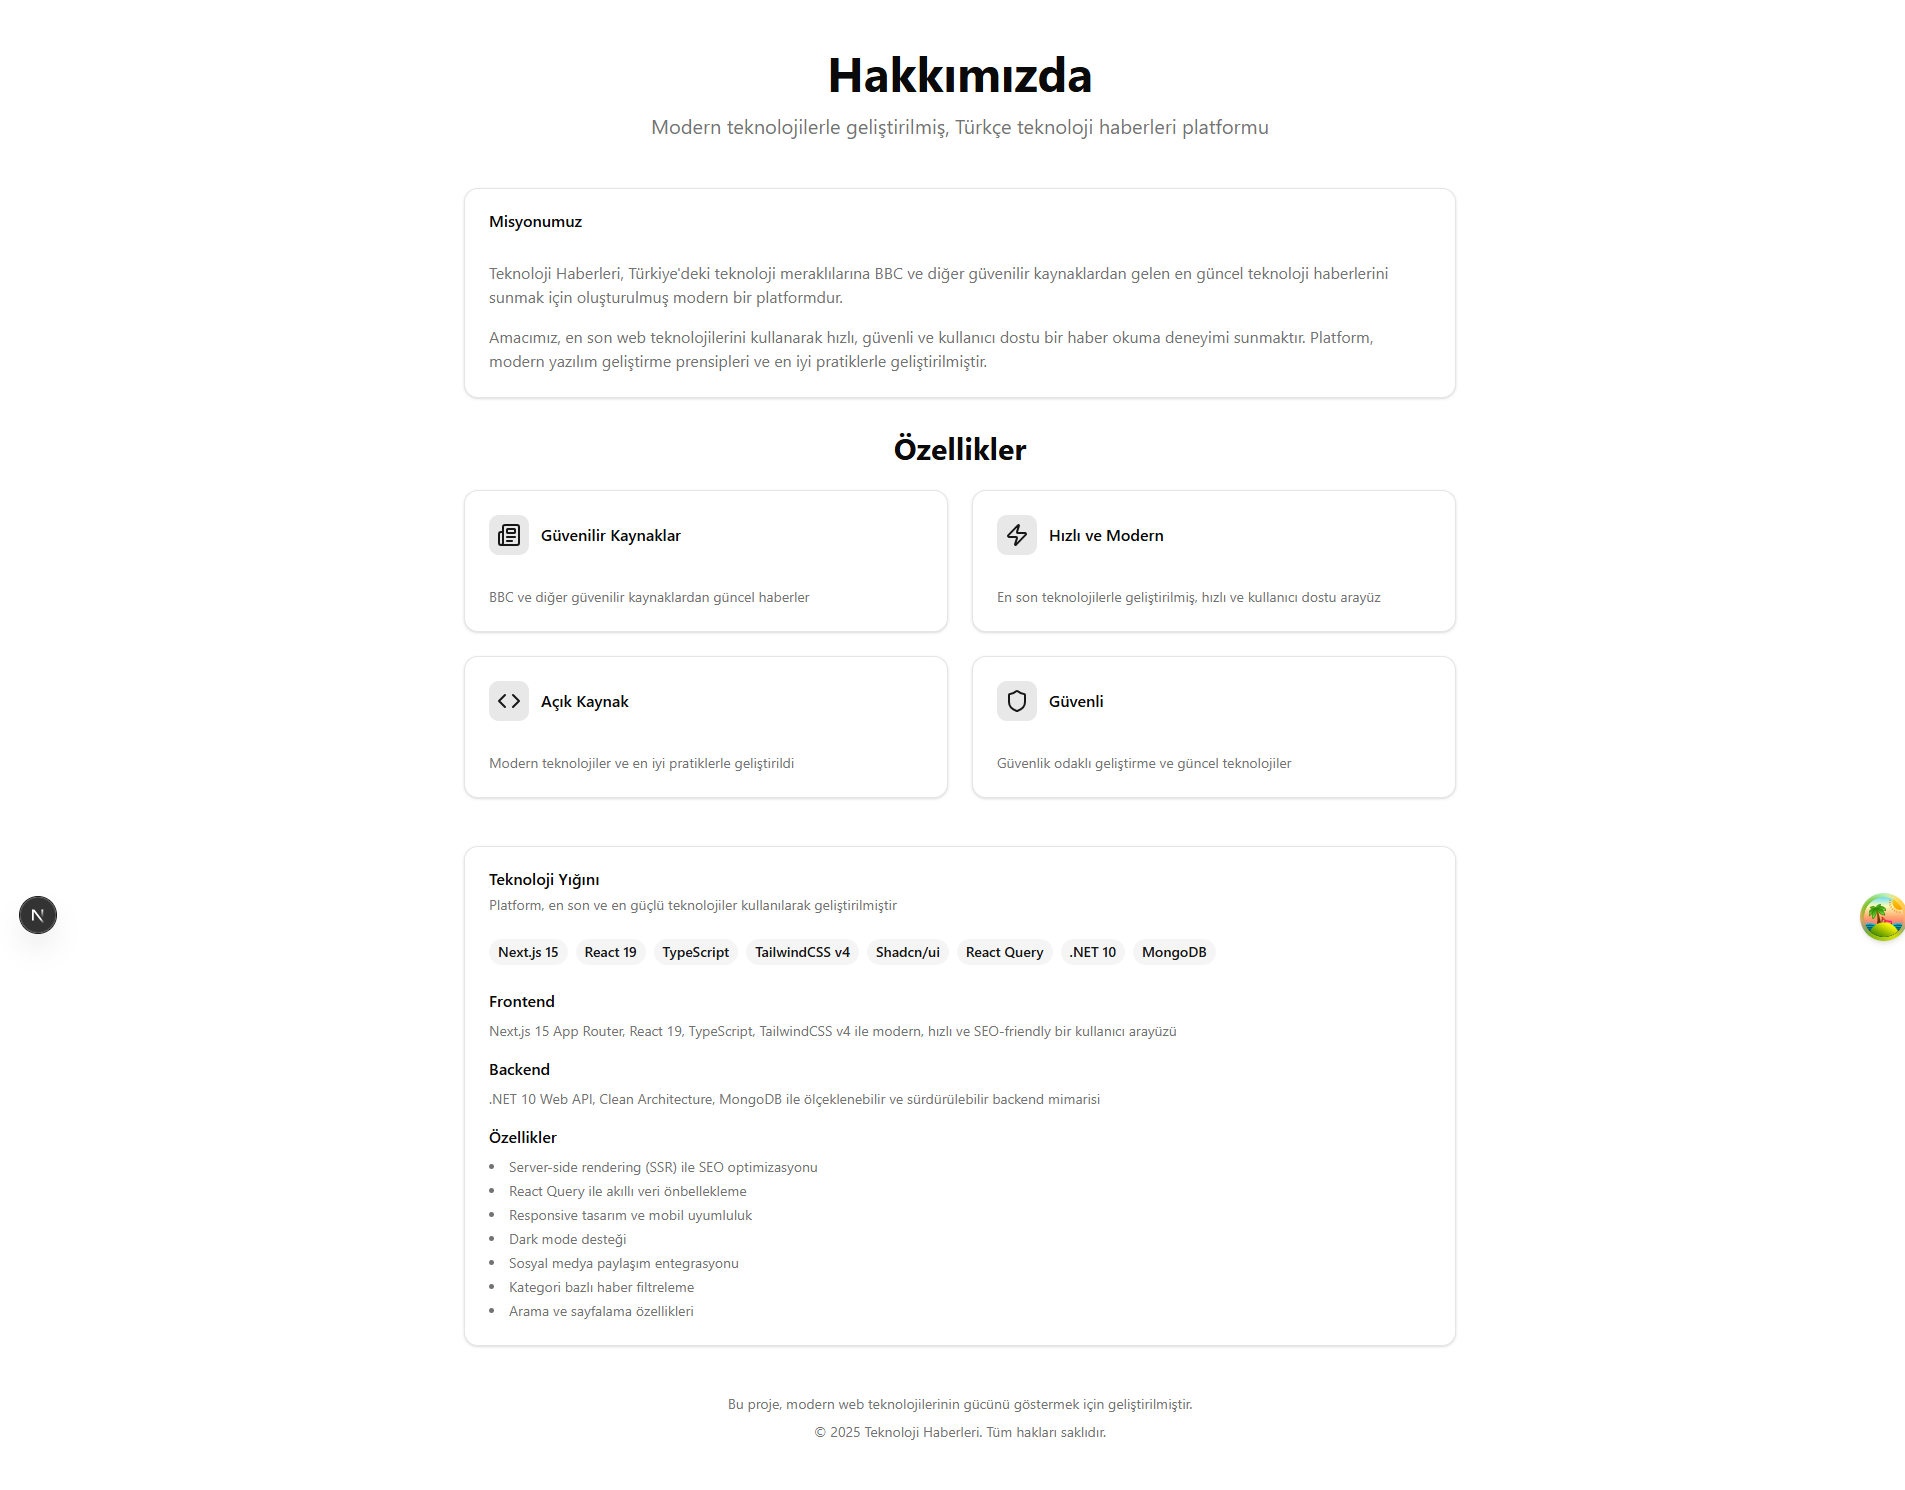 Hakkımızda
Modern teknolojilerle geliştirilmiş, Türkçe teknoloji haberleri platformu
Misyonumuz
Teknoloji Haberleri, Türkiye'deki teknoloji meraklılarına BBC ve diğer güvenilir kaynaklardan gelen en güncel teknoloji haberlerini
sunmak için oluşturulmuş modern bir platformdur.
Amacımız, en son web teknolojilerini kullanarak hızlı, güvenli ve kullanıcı dostu bir haber okuma deneyimi sunmaktır. Platform,
modern yazılım geliştirme prensipleri ve en iyi pratiklerle geliştirilmiştir.
Özellikler
Güvenilir Kaynaklar
BBC ve diğer güvenilir kaynaklardan güncel haberler
Hızlı ve Modern
En son teknolojilerle geliştirilmiş, hızlı ve kullanıcı dostu arayüz
Açık Kaynak
Modern teknolojiler ve en iyi pratiklerle geliştirildi
Güvenli
Güvenlik odaklı geliştirme ve güncel teknolojiler
Teknoloji Yığını
Platform, en son ve en güçlü teknolojiler kullanılarak geliştirilmiştir
Next.js 15 React 19 TypeScript TailwindCSS v4 Shadcn/ui React Query .NET 10 MongoDB
Frontend
Next.js 15 App Router, React 19, TypeScript, TailwindCSS v4 ile modern, hızlı ve SEO-friendly bir kullanıcı arayüzü
Backend
.NET 10 Web API, Clean Architecture, MongoDB ile ölçeklenebilir ve sürdürülebilir backend mimarisi
Özellikler
• Server-side rendering (SSR) ile SEO optimizasyonu
• React Query ile akıllı veri önbellekleme
• Responsive tasarım ve mobil uyumluluk
• Dark mode desteği
• Sosyal medya paylaşım entegrasyonu
• Kategori bazlı haber filtreleme
• Arama ve sayfalama özellikleri
Bu proje, modern web teknolojilerinin gücünü göstermek için geliştirilmiştir.
© 2025 Teknoloji Haberleri. Tüm hakları saklıdır.
N